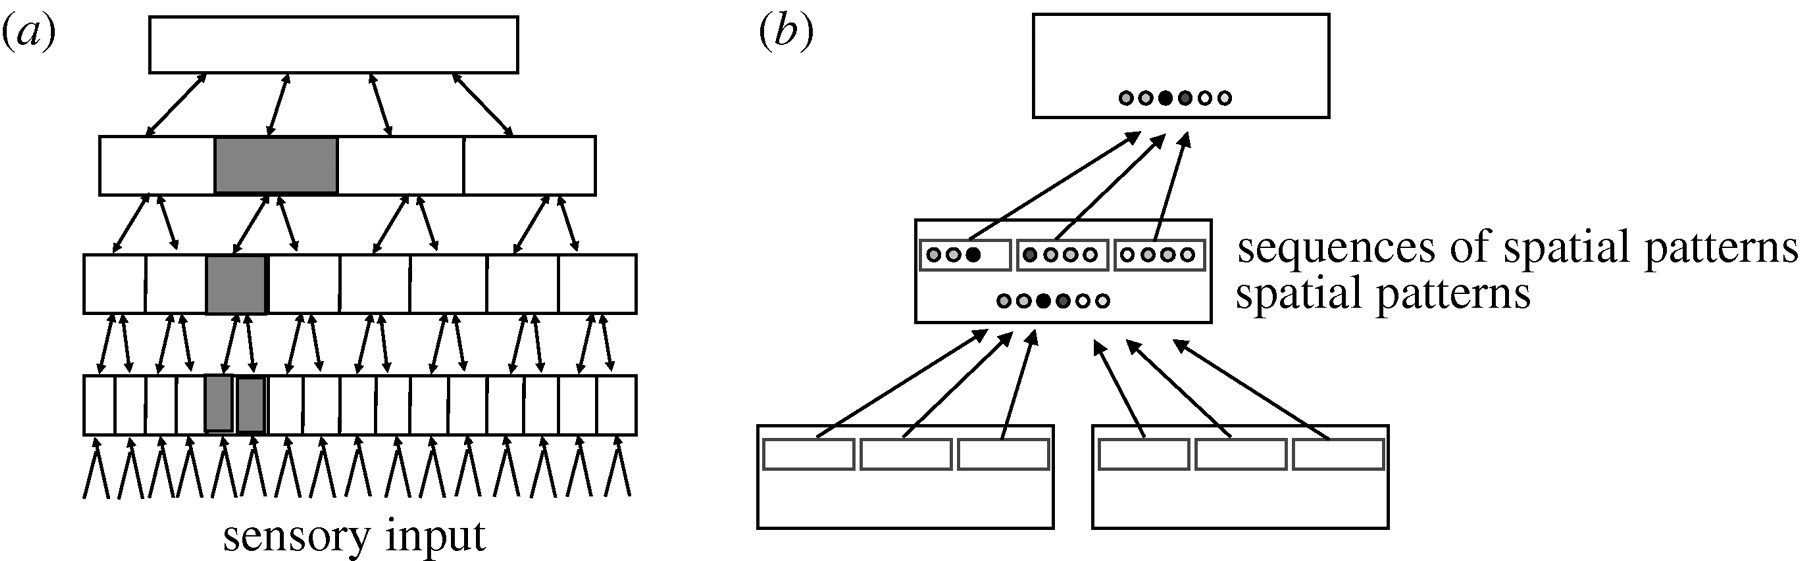 (a)
sensory input
(b)
sequences of spatial patterns
spatial patterns